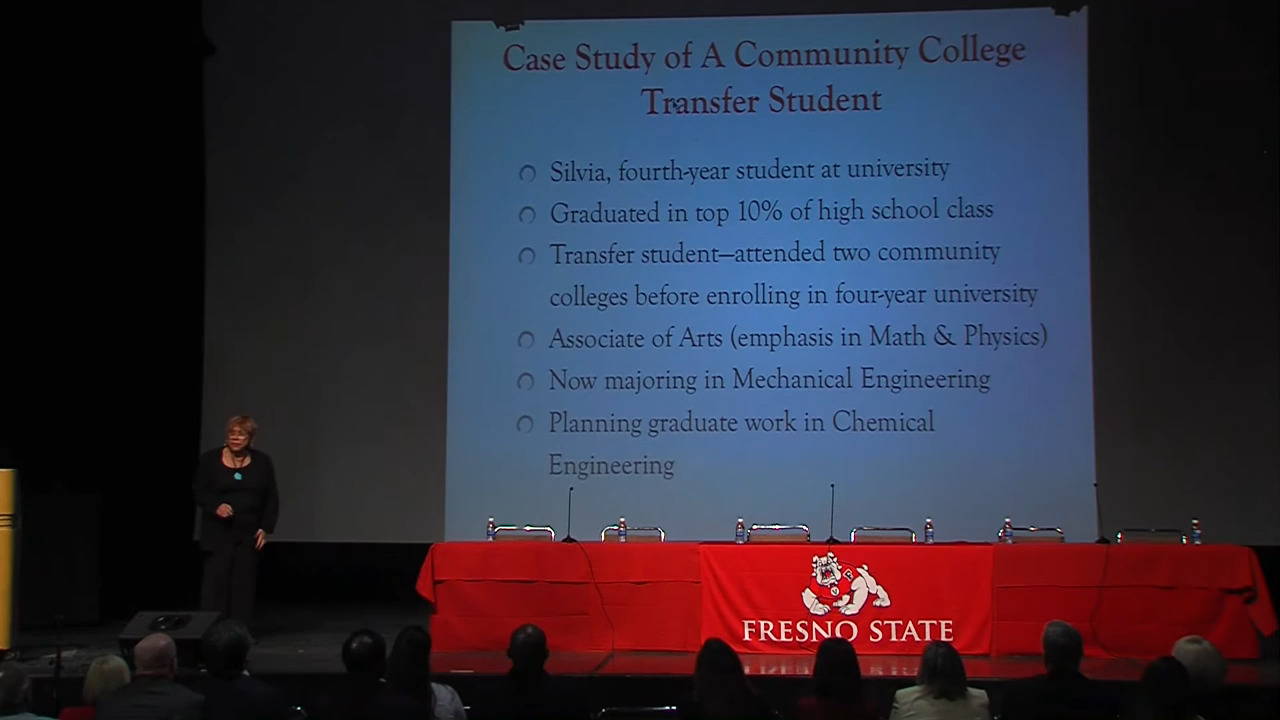 Case Study of A Community College
Transfer Student
Silvia, fourth-year student at university
Graduated in top 10% of high school class
Transfer student—attended two community
colleges before enrolling in four-year university
Associate of Arts (emphasis in Math & Physics)
Now majoring in Mechanical Engineering
Planning graduate work in Chemical
Engineering
FRESNO STATE